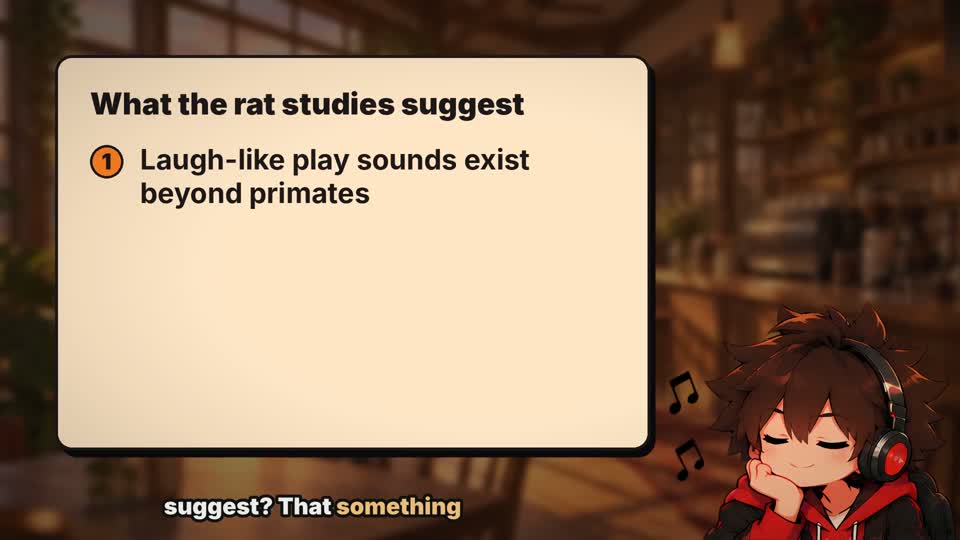 What the rat studies suggest
1 Laugh-like play sounds exist
beyond primates
suggest? That something